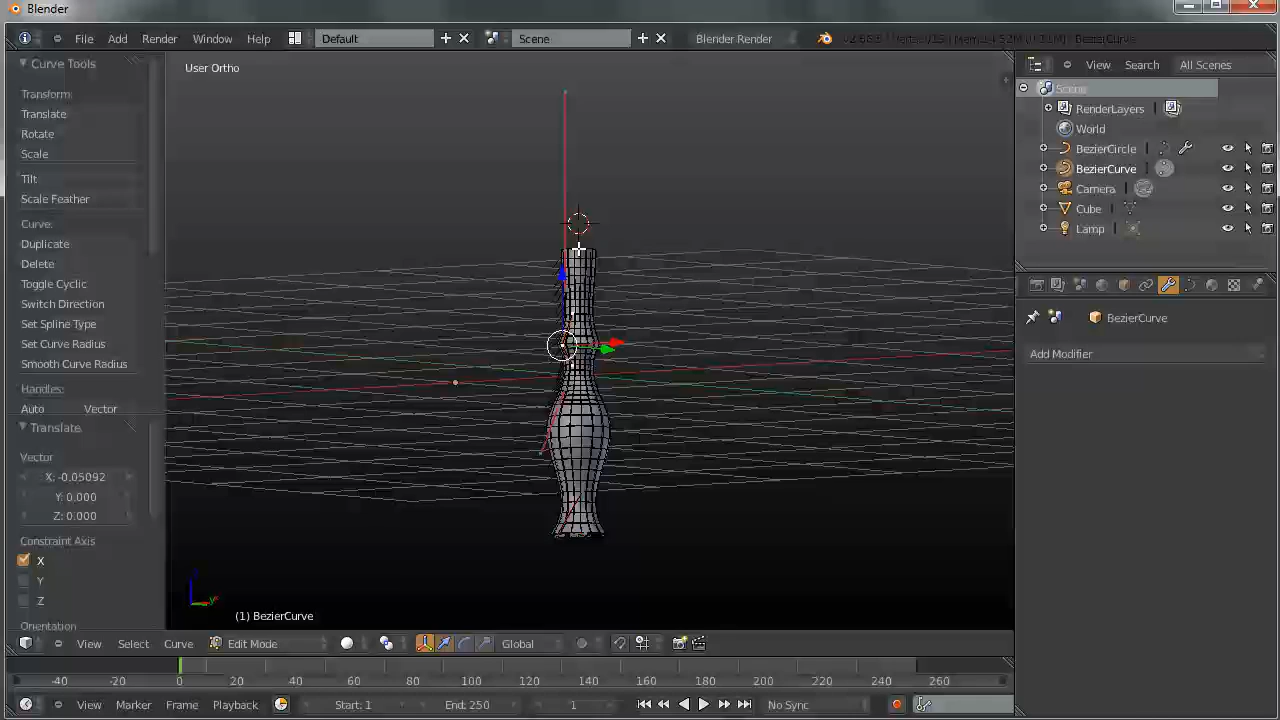 Blender
File Add Render Window Help Default Scene Blender Render
Curve Tools
Transform:
Translate
Rotate
Scale
Tilt
Scale Feather
Curve:
Duplicate
Delete
Toggle Cyclic
Switch Direction
Set Spline Type
Set Curve Radius
Smooth Curve Radius
Handles:
Auto Vector
Translate
Vector
X: -0.05092
Y: 0.000
Z: 0.000
Constraint Axis
X
Y
Z
Orientation
User Ortho
(1) BezierCurve
View Search All Scenes
Scene
RenderLayers
World
BezierCircle
BezierCurve
Camera
Cube
Lamp
BezierCurve
Add Modifier
View Select Curve Edit Mode Global
-40 -20 0 20 40 60 80 100 120 140 160 180 200 220 240 260
View Marker Frame Playback Start: 1 End: 250 1 No Sync